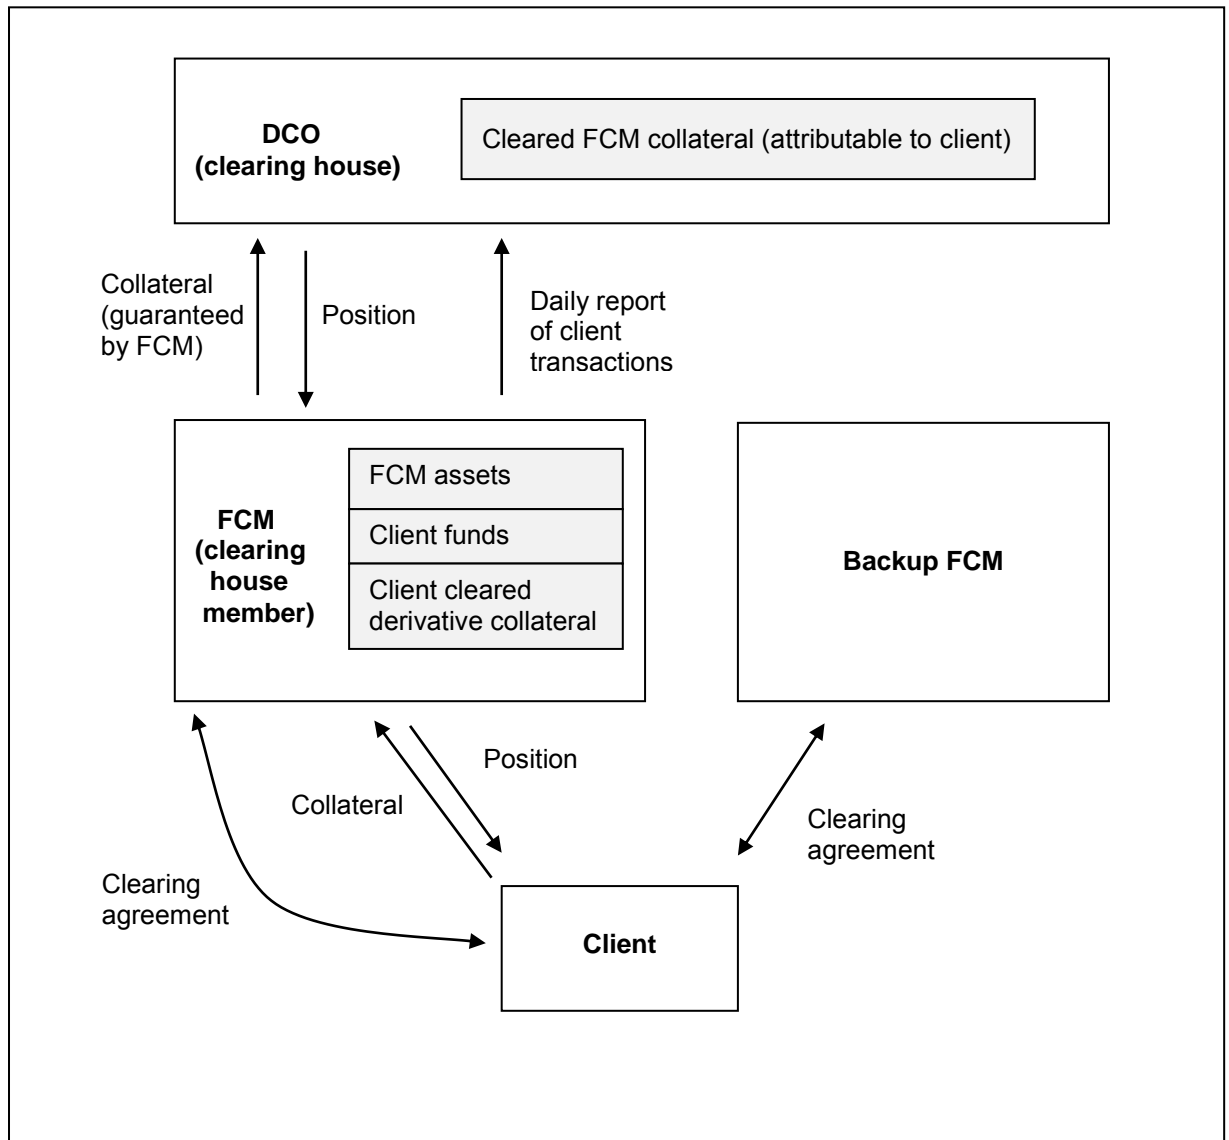 DCO
(clearing house)
Cleared FCM collateral (attributable to client)
Collateral
(guaranteed
by FCM)
Position
Daily report
of client
transactions
FCM
(clearing
house
member)
FCM assets
Client funds
Client cleared
derivative collateral
Backup FCM
Position
Collateral
Clearing
agreement
Clearing
agreement
Client